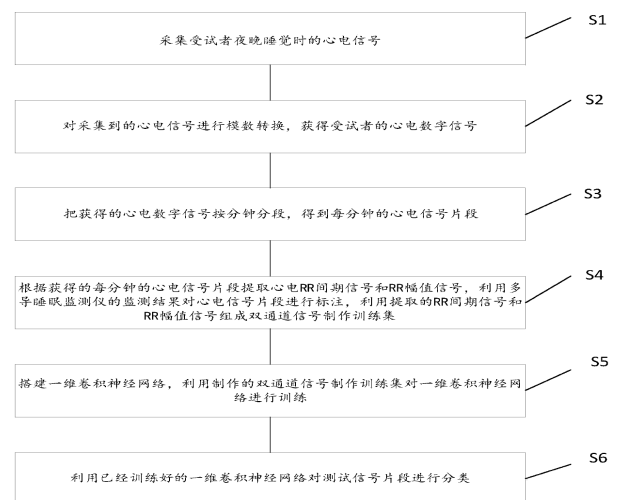 S1
采集受试者夜晚睡觉时的心电信号
S2
对采集到的心电信号进行模数转换，获得受试者的心电数字信号
S3
把获得的心电数字信号按分钟分段，得到每分钟的心电信号片段
S4
根据获得的每分钟的心电信号片段提取心电RR间期信号和RR幅值信号，利用多
导睡眠监测仪的监测结果对心电信号片段进行标注，利用提取的RR间期信号和
RR幅值信号组成双通道信号制作训练集
S5
搭建一维卷积神经网络，利用制作的双通道信号制作训练集对一维卷积神经网
络进行训练
S6
利用已经训练好的一维卷积神经网络对测试信号片段进行分类